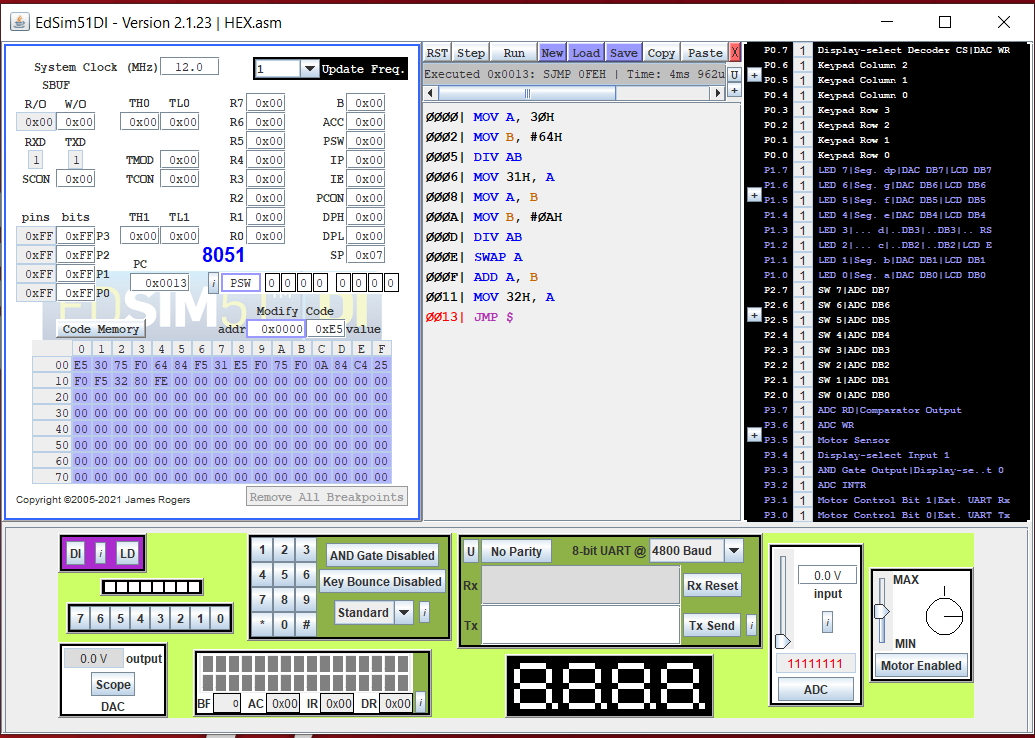 EdSim51DI - Version 2.1.23 | HEX.asm
System Clock (MHz) 12.0
1 Update Freq.
SBUF
R/O W/O TH0 TL0 R7 0x00 B 0x00
0x00 0x00 0x00 0x00 R6 0x00 ACC 0x00
RXD TXD R5 0x00 PSW 0x00
1 1 TMOD 0x00 R4 0x00 IP 0x00
SCON 0x00 TCON 0x00 R3 0x00 IE 0x00
R2 0x00 PCON 0x00
pins bits TH1 TL1 R1 0x00 DPH 0x00
0xFF 0xFF P3 0x00 0x00 R0 0x00 DPL 0x00
0xFF 0xFF P2 8051 SP 0x07
0xFF 0xFF P1 PC
0x0013 i PSW 0 0 0 0 0 0 0 0
0xFF 0xFF P0
EDSIM51DI
TM
Modify Code
Code Memory addr 0x0000 0xE5 value
0 1 2 3 4 5 6 7 8 9 A B C D E F
00 E5 30 75 F0 64 84 F5 31 E5 F0 75 F0 0A 84 C4 25
10 F0 F5 32 80 FE 00 00 00 00 00 00 00 00 00 00 00
20 00 00 00 00 00 00 00 00 00 00 00 00 00 00 00 00
30 00 00 00 00 00 00 00 00 00 00 00 00 00 00 00 00
40 00 00 00 00 00 00 00 00 00 00 00 00 00 00 00 00
50 00 00 00 00 00 00 00 00 00 00 00 00 00 00 00 00
60 00 00 00 00 00 00 00 00 00 00 00 00 00 00 00 00
70 00 00 00 00 00 00 00 00 00 00 00 00 00 00 00 00
Copyright ©2005-2021 James Rogers Remove All Breakpoints
RST Step Run New Load Save Copy Paste X
Executed 0x0013: SJMP 0FEH | Time: 4ms 962u U
+
0000| MOV A, 30H
0002| MOV B, #64H
0005| DIV AB
0006| MOV 31H, A
0008| MOV A, B
000A| MOV B, #0AH
000D| DIV AB
000E| SWAP A
000F| ADD A, B
0011| MOV 32H, A
0013| JMP $
P0.7 1 Display-select Decoder CS|DAC WR
P0.6 1 Keypad Column 2
+
P0.5 1 Keypad Column 1
P0.4 1 Keypad Column 0
P0.3 1 Keypad Row 3
P0.2 1 Keypad Row 2
P0.1 1 Keypad Row 1
P0.0 1 Keypad Row 0
P1.7 1 LED 7|Seg. dp|DAC DB7|LCD DB7
P1.6 1 LED 6|Seg. g|DAC DB6|LCD DB6
+
P1.5 1 LED 5|Seg. f|DAC DB5|LCD DB5
P1.4 1 LED 4|Seg. e|DAC DB4|LCD DB4
P1.3 1 LED 3|... d|..DB3|..DB3|.. RS
P1.2 1 LED 2|... c|..DB2|..DB2|LCD E
P1.1 1 LED 1|Seg. b|DAC DB1|LCD DB1
P1.0 1 LED 0|Seg. a|DAC DB0|LCD DB0
P2.7 1 SW 7|ADC DB7
P2.6 1 SW 6|ADC DB6
+
P2.5 1 SW 5|ADC DB5
P2.4 1 SW 4|ADC DB4
P2.3 1 SW 3|ADC DB3
P2.2 1 SW 2|ADC DB2
P2.1 1 SW 1|ADC DB1
P2.0 1 SW 0|ADC DB0
P3.7 1 ADC RD|Comparator Output
P3.6 1 ADC WR
+
P3.5 1 Motor Sensor
P3.4 1 Display-select Input 1
P3.3 1 AND Gate Output|Display-se..t 0
P3.2 1 ADC INTR
P3.1 1 Motor Control Bit 1|Ext. UART Rx
P3.0 1 Motor Control Bit 0|Ext. UART Tx
DI i LD
7 6 5 4 3 2 1 0
0.0 V output
Scope
DAC
1 2 3
4 5 6
7 8 9
* 0 #
AND Gate Disabled
Key Bounce Disabled
Standard i
BF 0 AC 0x00 IR 0x00 DR 0x00 i
U No Parity 8-bit UART @ 4800 Baud
Rx Rx Reset
Tx Tx Send i
8.8.8.8.
0.0 V
input
i
11111111
ADC
MAX
MIN
Motor Enabled